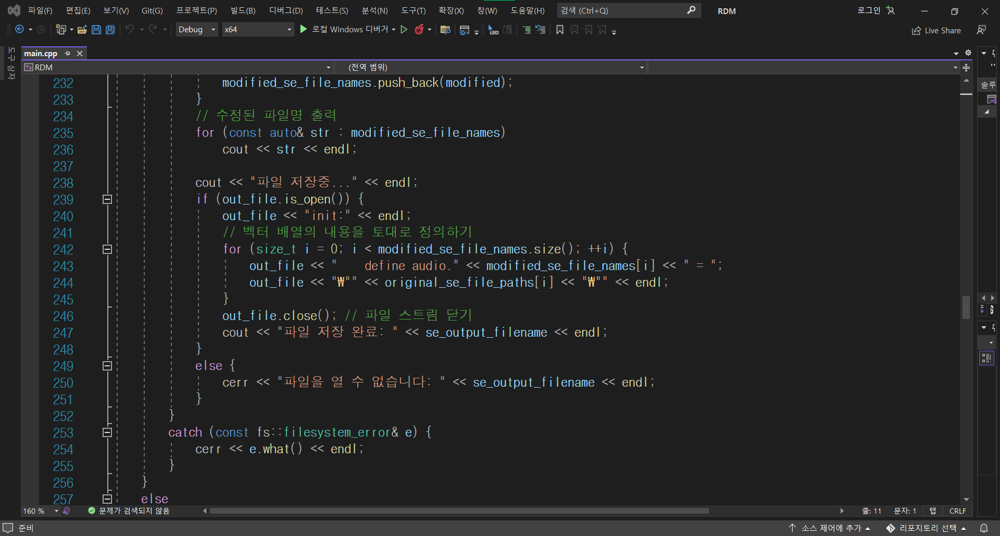 파일(F) 편집(E) 보기(V) Git(G) 프로젝트(P) 빌드(B) 디버그(D) 테스트(S) 분석(N) 도구(T) 확장(X) 창(W) 도움말(H) 검색 (Ctrl+Q) RDM 로그인
Debug x64 로컬 Windows 디버거 Live Share
도구 상자
main.cpp
RDM (전역 범위)
솔루
232 modified_se_file_names.push_back(modified);
233 }
234 // 수정된 파일명 출력
235 for (const auto& str : modified_se_file_names)
236 cout << str << endl;
237
238 cout << "파일 저장중..." << endl;
239 if (out_file.is_open()) {
240 out_file << "init:" << endl;
241 // 벡터 배열의 내용을 토대로 정의하기
242 for (size_t i = 0; i < modified_se_file_names.size(); ++i) {
243 out_file << "    define audio." << modified_se_file_names[i] << " = ";
244 out_file << "₩"" << original_se_file_paths[i] << "₩"" << endl;
245 }
246 out_file.close(); // 파일 스트림 닫기
247 cout << "파일 저장 완료: " << se_output_filename << endl;
248 }
249 else {
250 cerr << "파일을 열 수 없습니다: " << se_output_filename << endl;
251 }
252 }
253 catch (const fs::filesystem_error& e) {
254 cerr << e.what() << endl;
255 }
256 }
257 else
160 % 문제가 검색되지 않음 줄: 11 문자: 1 탭 CRLF
준비 소스 제어에 추가 리포지토리 선택